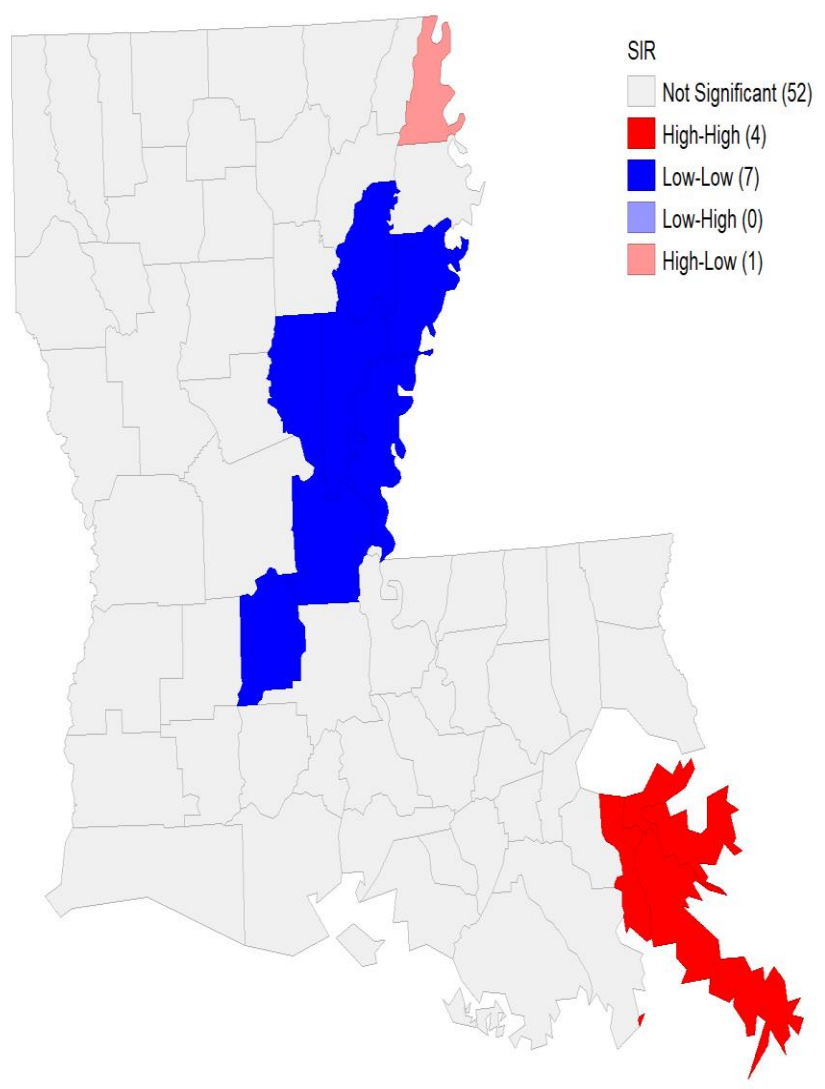 SIR
Not Significant (52)
High-High (4)
Low-Low (7)
Low-High (0)
High-Low (1)